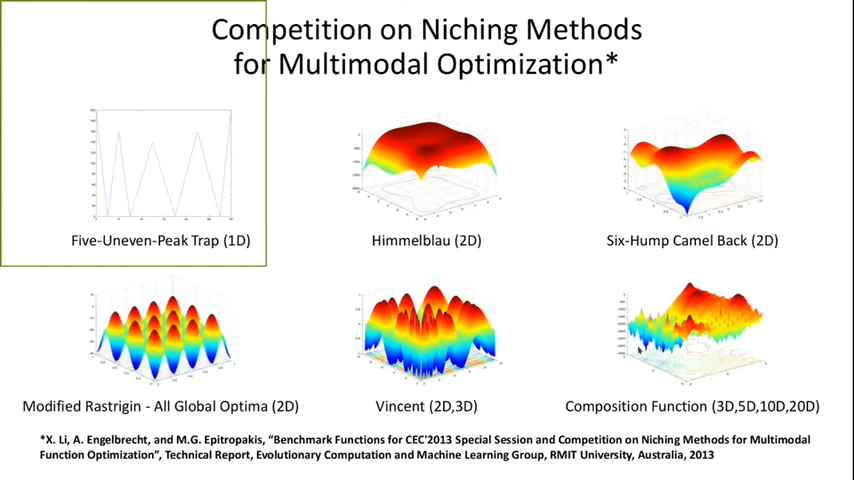 Competition on Niching Methods
for Multimodal Optimization*
Five-Uneven-Peak Trap (1D)
Himmelblau (2D)
Six-Hump Camel Back (2D)
Modified Rastrigin - All Global Optima (2D)
Vincent (2D,3D)
Composition Function (3D,5D,10D,20D)
*X. Li, A. Engelbrecht, and M.G. Epitropakis, “Benchmark Functions for CEC'2013 Special Session and Competition on Niching Methods for Multimodal
Function Optimization”, Technical Report, Evolutionary Computation and Machine Learning Group, RMIT University, Australia, 2013